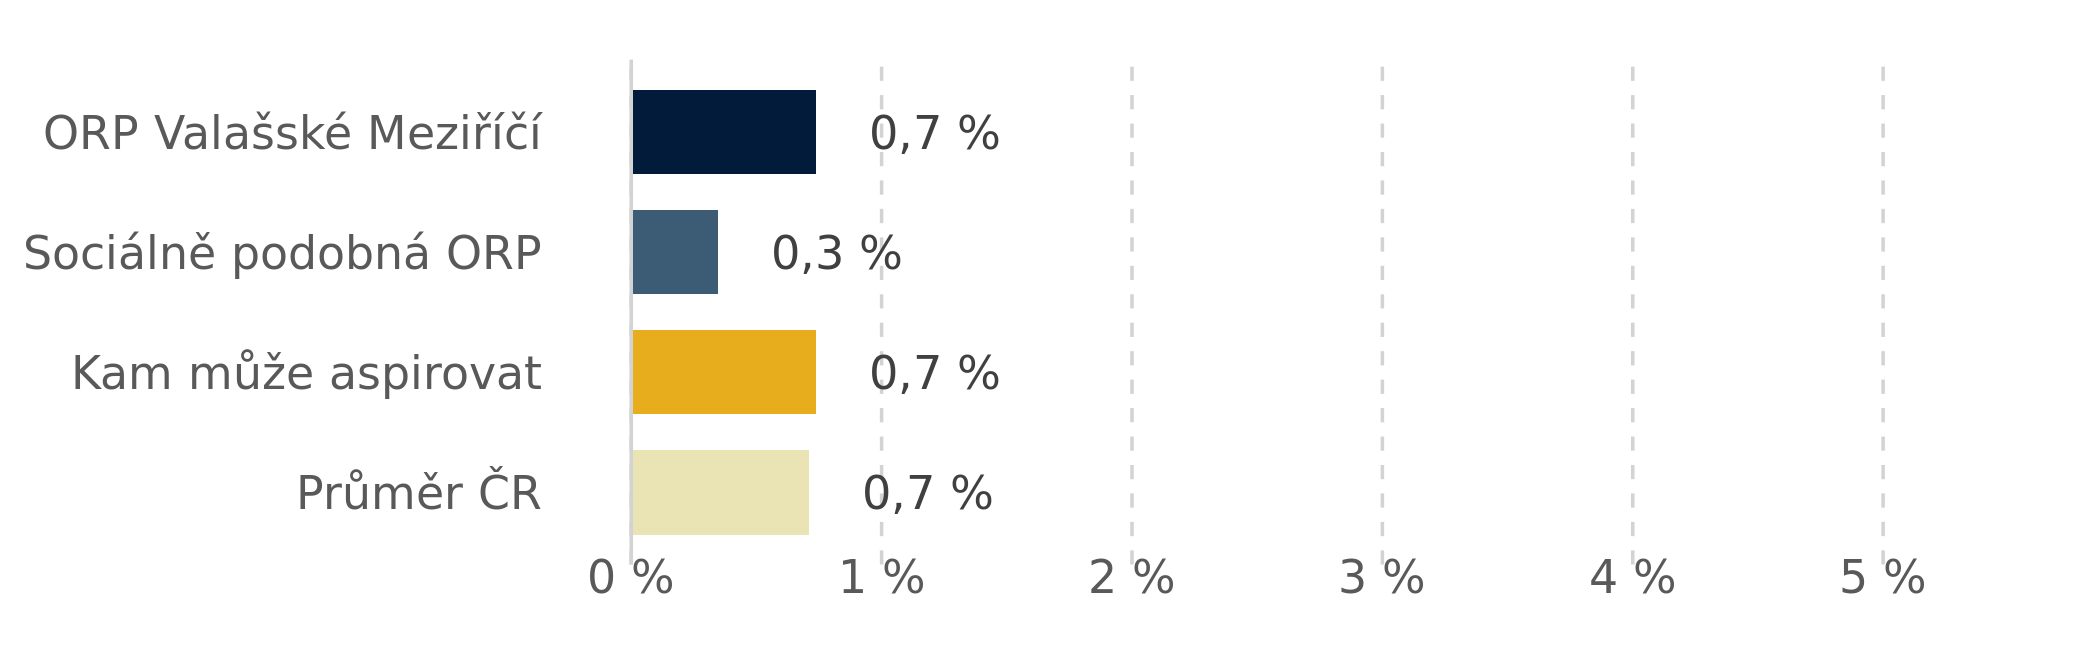 ORP Valašské Meziříčí 0,7 %
Sociálně podobná ORP 0,3 %
Kam může aspirovat 0,7 %
Průměr ČR 0,7 %
0 % 1 % 2 % 3 % 4 % 5 %